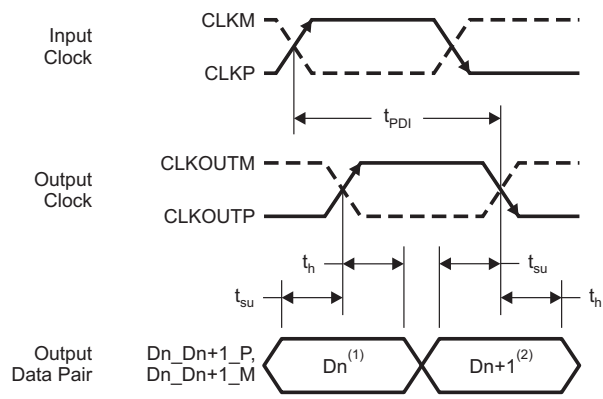 CLKM
Input
Clock
CLKP
tPDI
CLKOUTM
Output
Clock
CLKOUTP
th
tsu
tsu
th
Output
Data Pair
Dn_Dn+1_P,
Dn_Dn+1_M
Dn(1)
Dn+1(2)